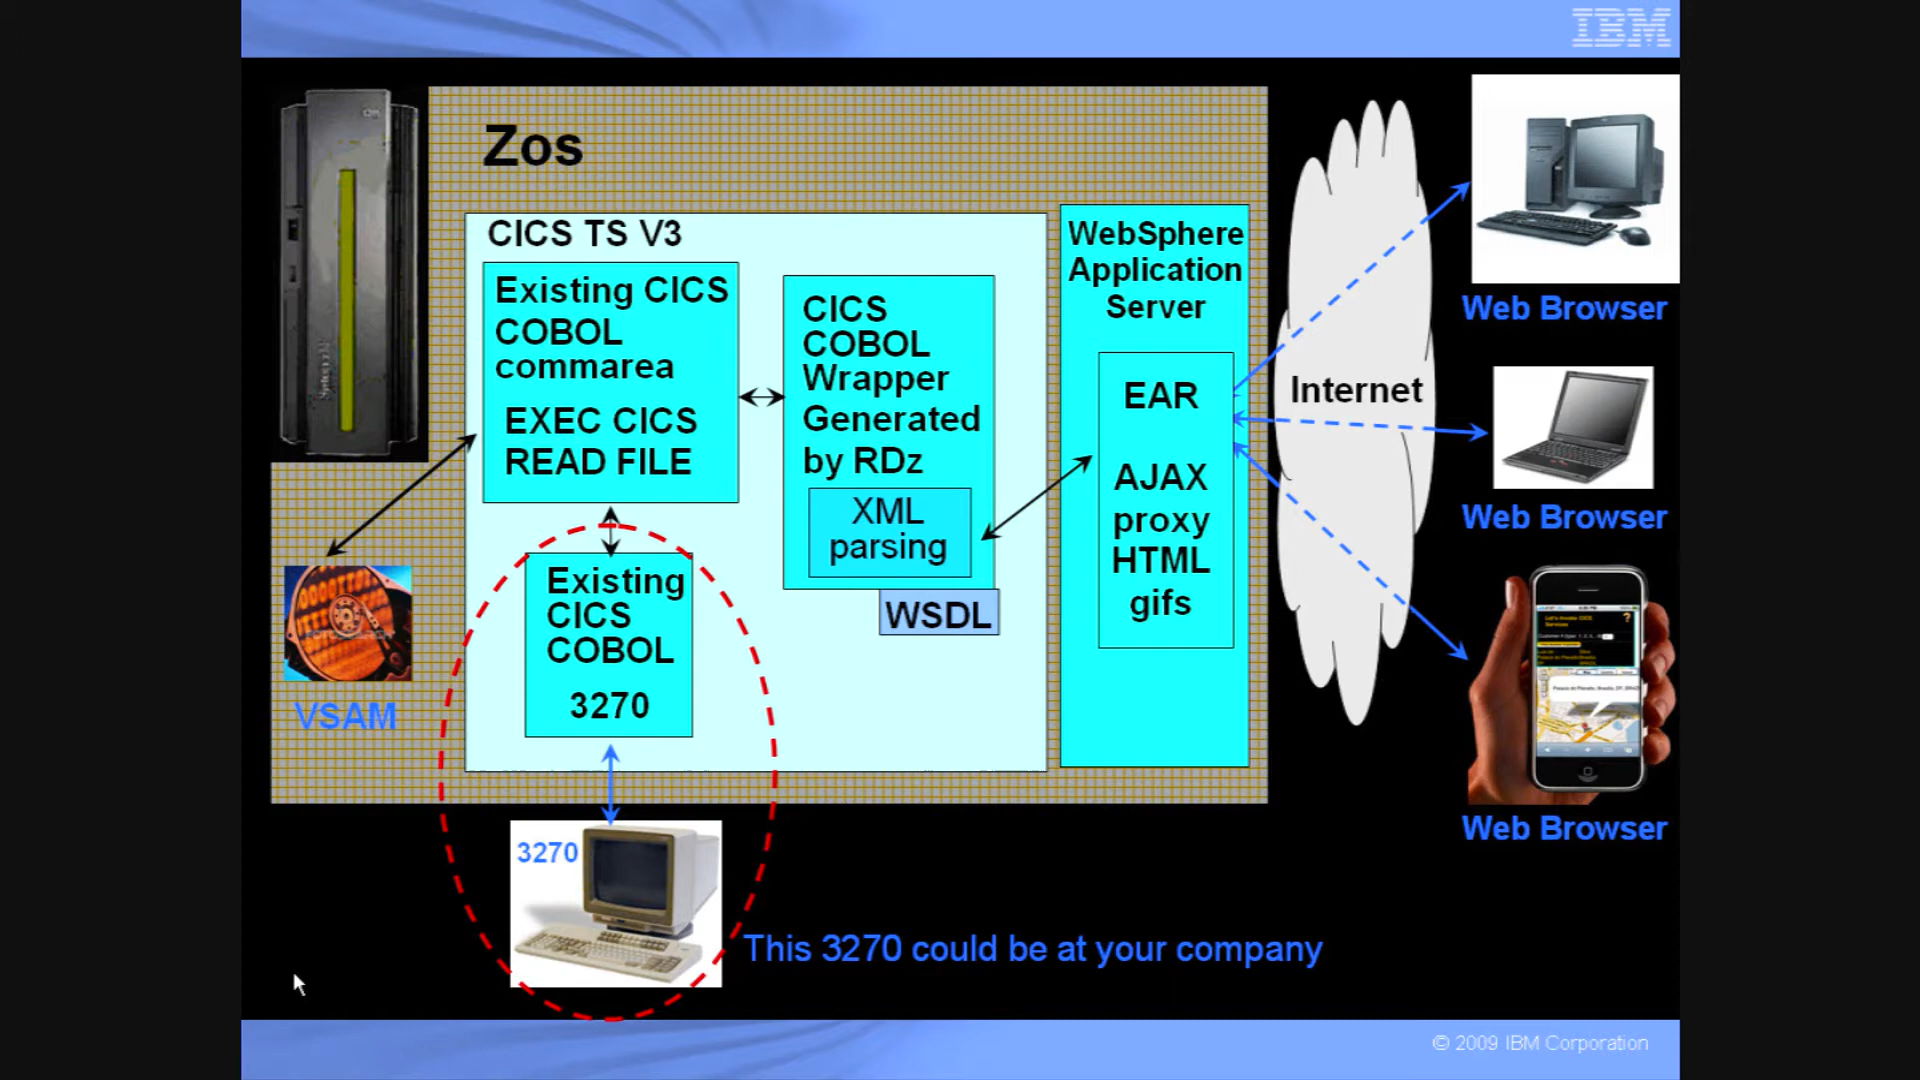 IBM
Zos
CICS TS V3
Existing CICS
COBOL
commarea
EXEC CICS
READ FILE
CICS
COBOL
Wrapper
Generated
by RDz
XML
parsing
WSDL
Existing
CICS
COBOL
3270
VSAM
WebSphere
Application
Server
EAR
AJAX
proxy
HTML
gifs
Internet
Web Browser
Web Browser
Web Browser
3270
This 3270 could be at your company
© 2009 IBM Corporation